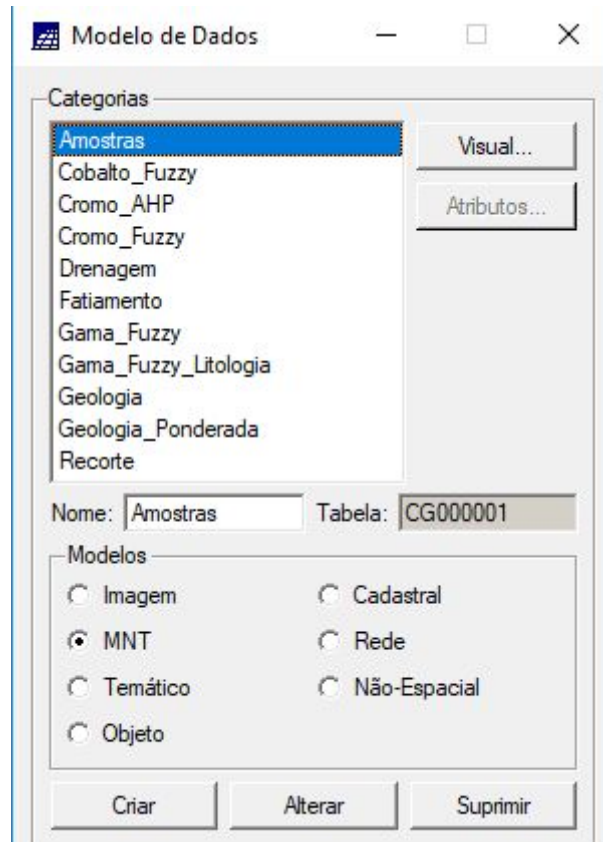 Modelo de Dados
Categorias
Amostras
Visual...
Cobalto_Fuzzy
Cromo_AHP
Atributos...
Cromo_Fuzzy
Drenagem
Fatiamento
Gama_Fuzzy
Gama_Fuzzy_Litologia
Geologia
Geologia_Ponderada
Recorte
Nome: Amostras Tabela: CG000001
Modelos
Imagem Cadastral
MNT Rede
Temático Não-Espacial
Objeto
Criar Alterar Suprimir